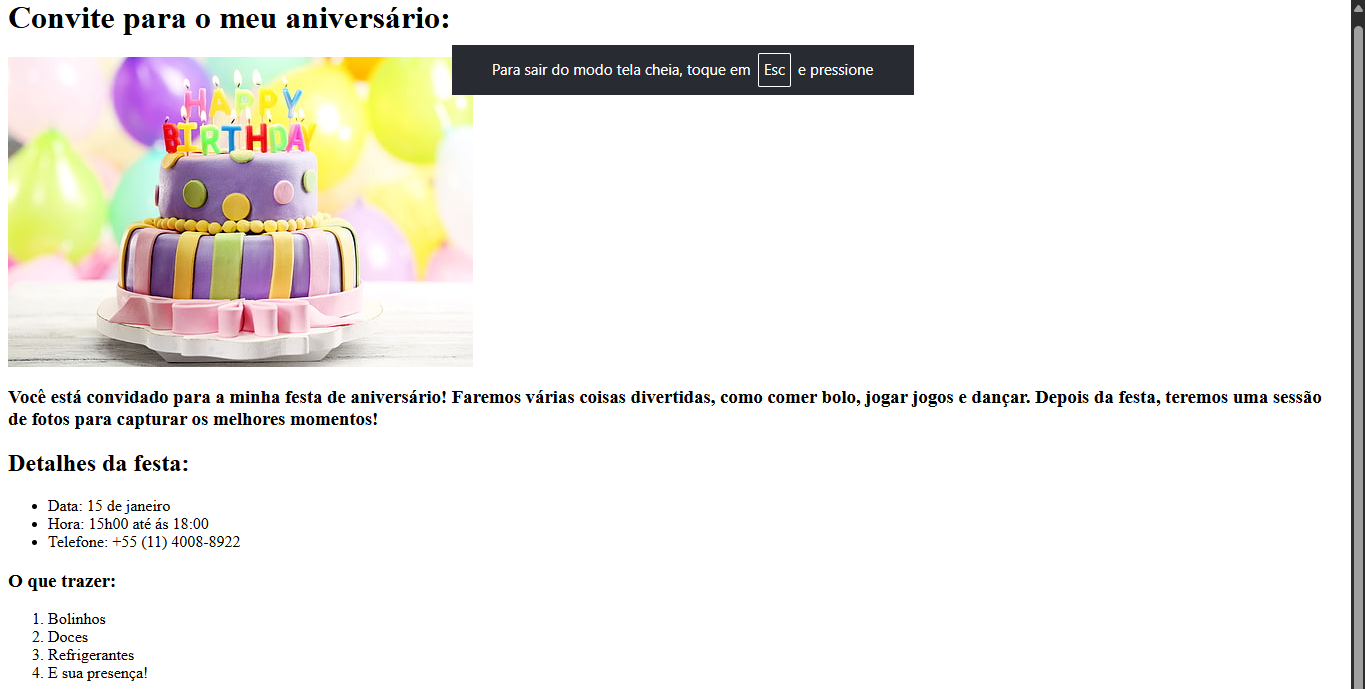 Convite para o meu aniversário:
Para sair do modo tela cheia, toque em Esc e pressione
HAPPY
BIRTHDAY
Você está convidado para a minha festa de aniversário! Faremos várias coisas divertidas, como comer bolo, jogar jogos e dançar. Depois da festa, teremos uma sessão
de fotos para capturar os melhores momentos!
Detalhes da festa:
• Data: 15 de janeiro
• Hora: 15h00 até ás 18:00
• Telefone: +55 (11) 4008-8922
O que trazer:
1. Bolinhos
2. Doces
3. Refrigerantes
4. E sua presença!